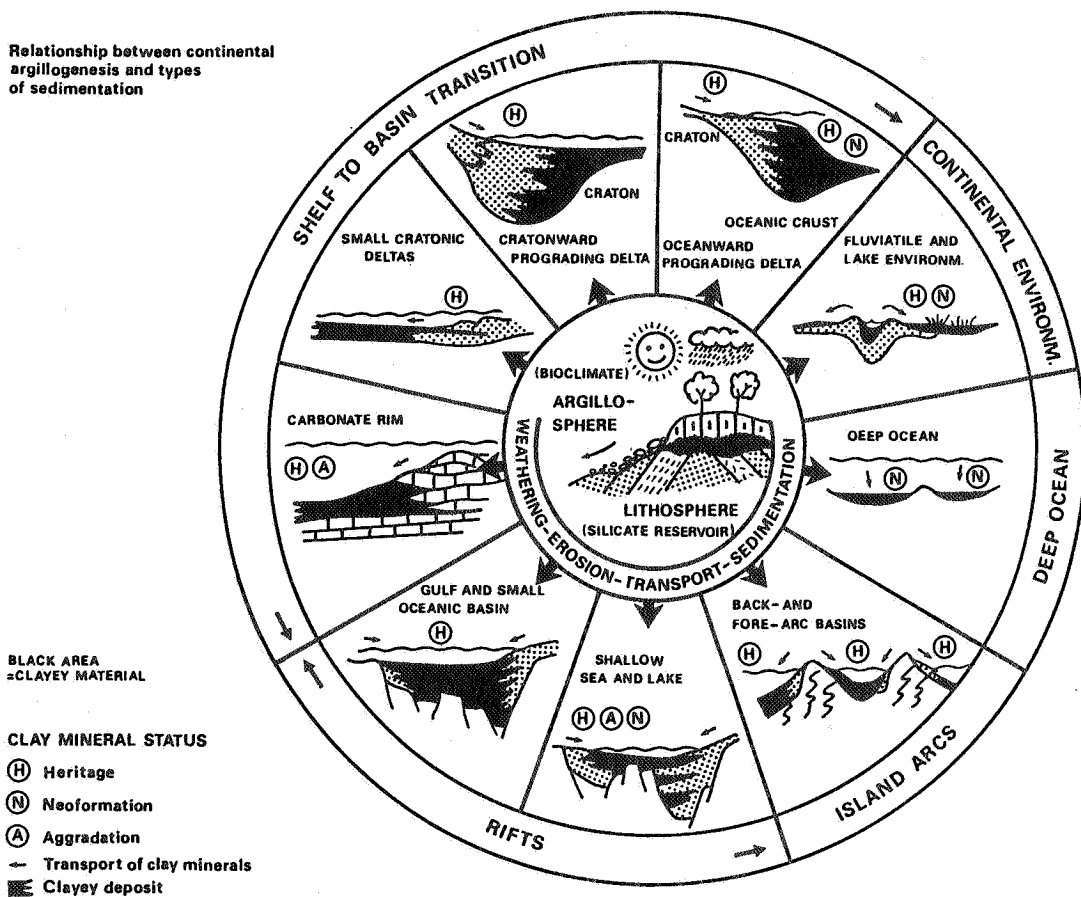 Relationship between continental
argillogenesis and types
of sedimentation
SHELF TO BASIN TRANSITION
CONTINENTAL ENVIRONM.
DEEP OCEAN
ISLAND ARCS
RIFTS
H
CRATON
CRATONWARD
PROGRADING DELTA
H
CRATON
H
N
OCEANIC CRUST
OCEANWARD
PROGRADING DELTA
FLUVIATILE AND
LAKE ENVIRONM.
H N
OEEP OCEAN
N N
BACK- AND
FORE-ARC BASINS
H H H
SHALLOW
SEA AND LAKE
H A N
GULF AND SMALL
OCEANIC BASIN
H
CARBONATE RIM
H A
SMALL CRATONIC
DELTAS
H
(BIOCLIMATE)
ARGILLO-
SPHERE
LITHOSPHERE
(SILICATE RESERVOIR)
WEATHERING-EROSION-TRANSPORT-SEDIMENTATION
BLACK AREA
=CLAYEY MATERIAL
CLAY MINERAL STATUS
H Heritage
N Neoformation
A Aggradation
Transport of clay minerals
Clayey deposit